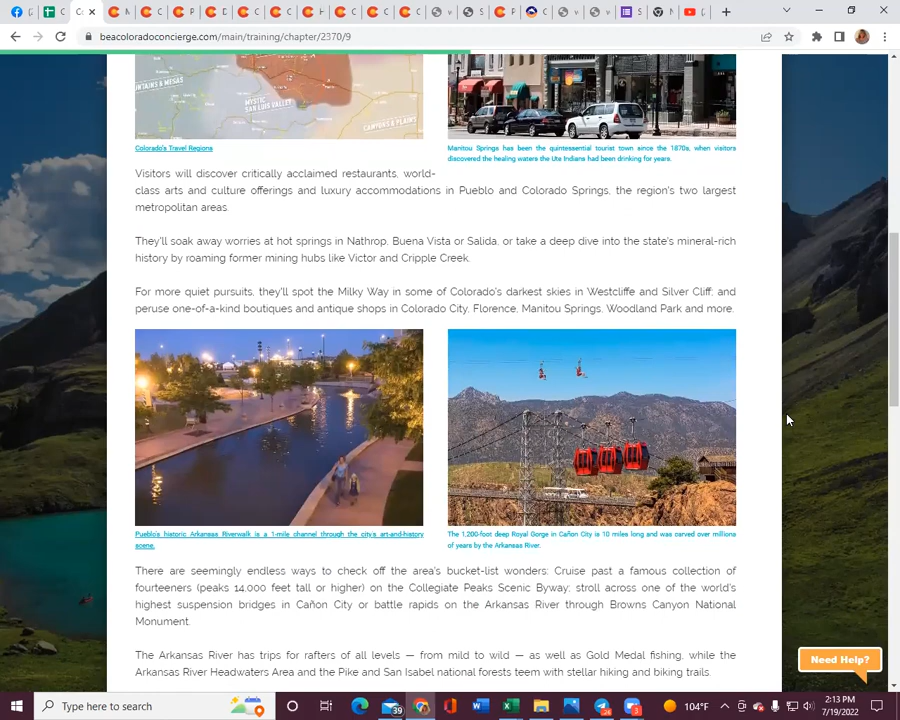 C
M
C
P
D
C
C
H
C
C
C
S
P
C
S
N
beacoloradoconcierge.com/main/training/chapter/2370/9
UNTAINS & MESAS
MYSTIC
SAN LUIS VALLEY
CANYONS & PLAINS
Colorado's Travel Regions
Manitou Springs has been the quintessential tourist town since the 1870s, when visitors
discovered the healing waters the Ute Indians had been drinking for years.
Visitors will discover critically acclaimed restaurants, world-
class arts and culture offerings and luxury accommodations in Pueblo and Colorado Springs, the region's two largest
metropolitan areas.
They'll soak away worries at hot springs in Nathrop, Buena Vista or Salida, or take a deep dive into the state's mineral-rich
history by roaming former mining hubs like Victor and Cripple Creek.
For more quiet pursuits, they'll spot the Milky Way in some of Colorado's darkest skies in Westcliffe and Silver Cliff; and
peruse one-of-a-kind boutiques and antique shops in Colorado City, Florence, Manitou Springs, Woodland Park and more.
Pueblo's historic Arkansas Riverwalk is a 1-mile channel through the city's art-and-history
scene.
The 1,200-foot deep Royal Gorge in Cañon City is 10 miles long and was carved over millions
of years by the Arkansas River.
There are seemingly endless ways to check off the area's bucket-list wonders: Cruise past a famous collection of
fourteeners (peaks 14,000 feet tall or higher) on the Collegiate Peaks Scenic Byway; stroll across one of the world's
highest suspension bridges in Cañon City or battle rapids on the Arkansas River through Browns Canyon National
Monument.
The Arkansas River has trips for rafters of all levels — from mild to wild — as well as Gold Medal fishing, while the
Arkansas River Headwaters Area and the Pike and San Isabel national forests teem with stellar hiking and biking trails.
Need Help?
Type here to search
39
104°F
2:13 PM
7/19/2022